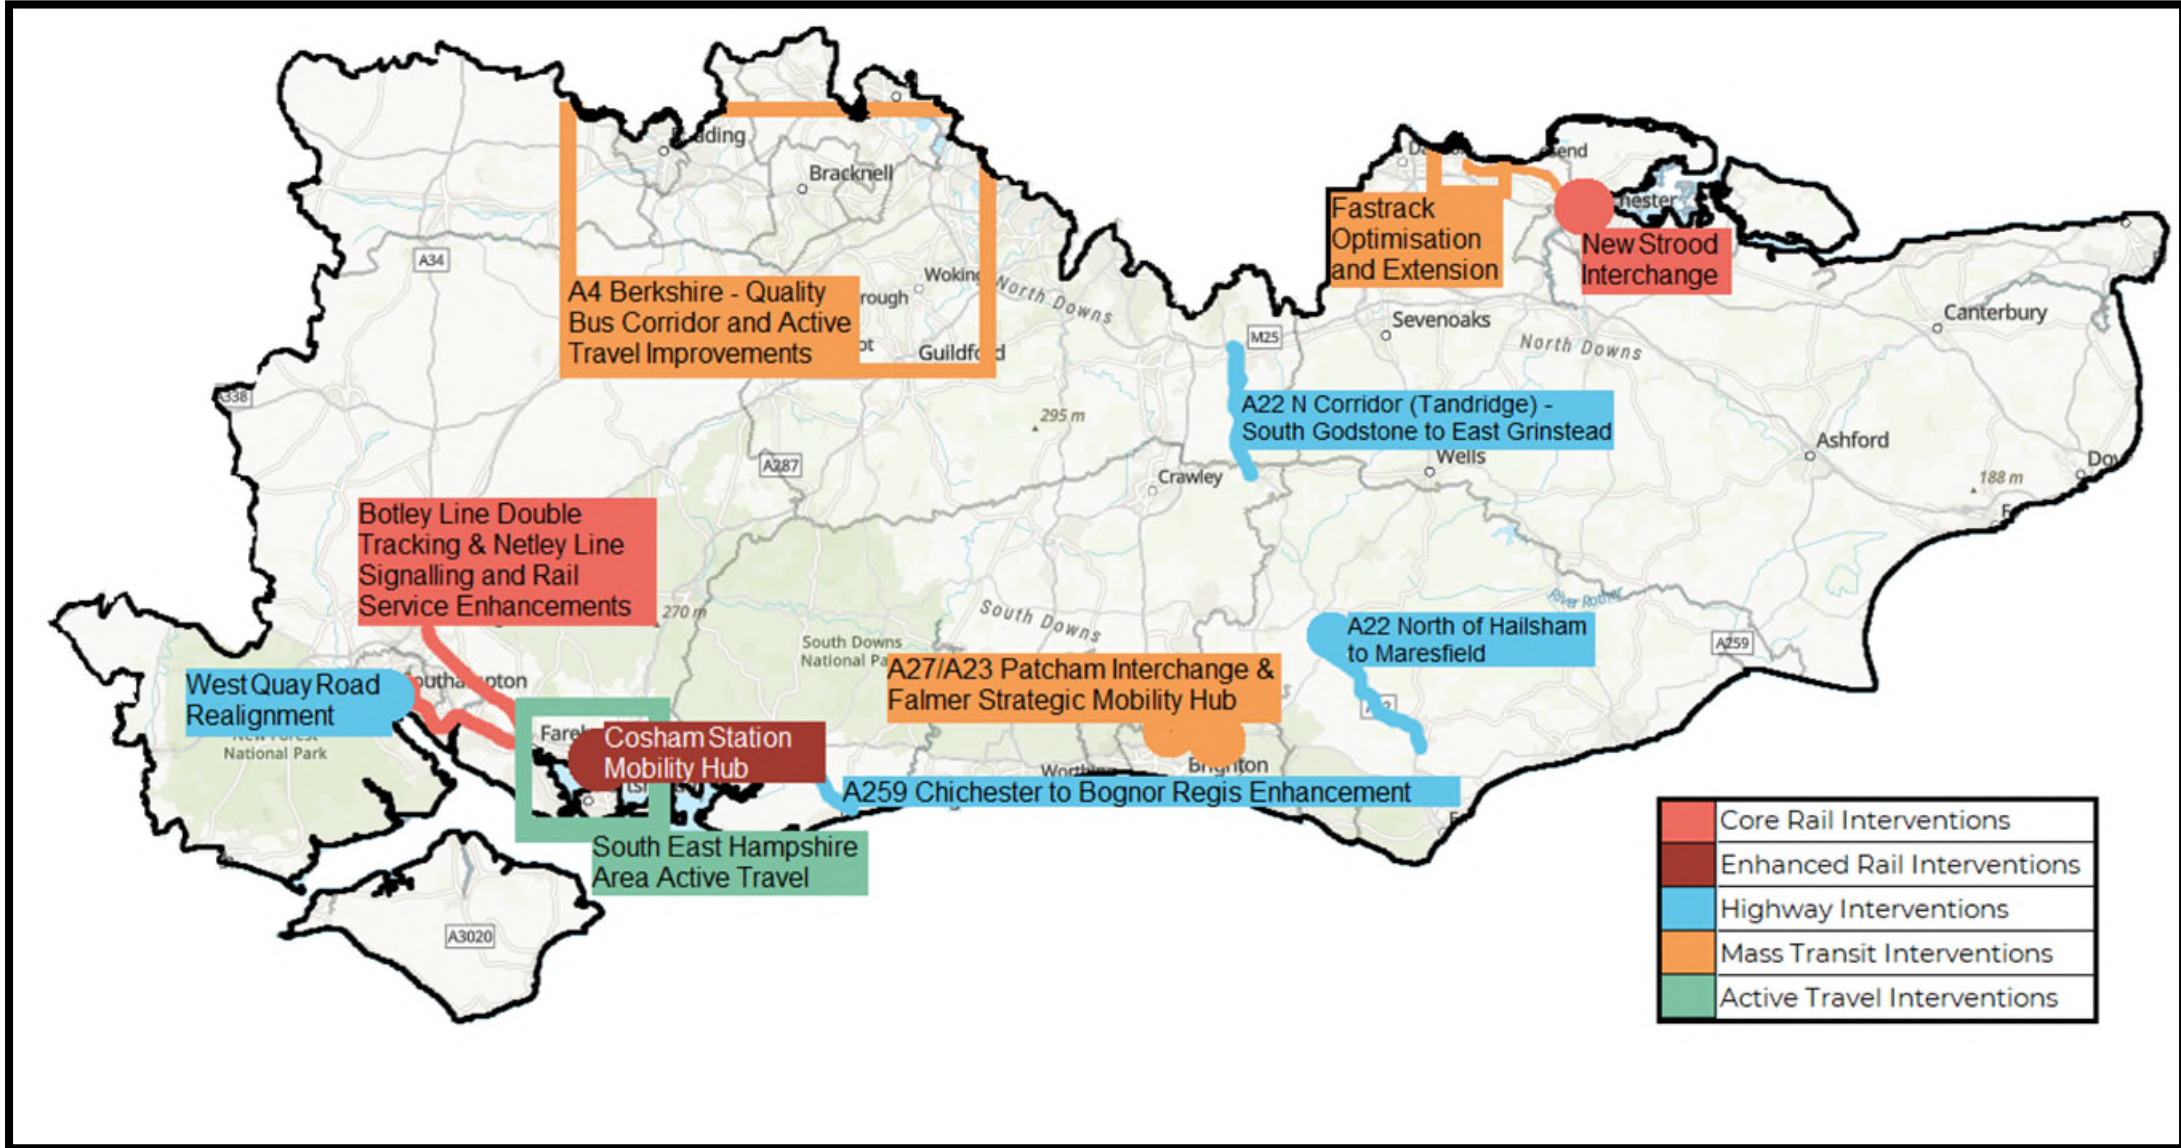 Bracknell
A34
Woking
North Downs
A4 Berkshire - Quality
Bus Corridor and Active
Travel Improvements
rough
Guildford
Fastrack
Optimisation
and Extension
New Strood
Interchange
Sevenoaks
Canterbury
M25
North Downs
A338
295 m
A22 N Corridor (Tandridge) -
South Godstone to East Grinstead
Wells
Ashford
A287
Crawley
188 m
Botley Line Double
Tracking & Netley Line
Signalling and Rail
Service Enhancements
270 m
South Downs
River Rother
South Downs
National Pa
A22 North of Hailsham
to Maresfield
A259
West Quay Road
Realignment
National Park
A27/A23 Patcham Interchange &
Falmer Strategic Mobility Hub
Cosham Station
Mobility Hub
Brighton
A259 Chichester to Bognor Regis Enhancement
South East Hampshire
Area Active Travel
A3020
Core Rail Interventions
Enhanced Rail Interventions
Highway Interventions
Mass Transit Interventions
Active Travel Interventions